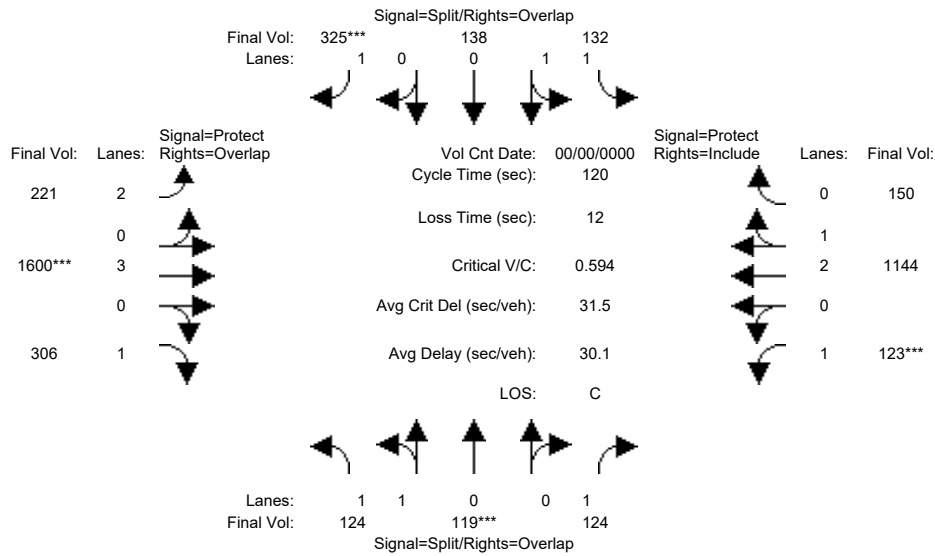 Signal=Split/Rights=Overlap
Final Vol: 325*** 138 132
Lanes: 1 0 0 1 1
Signal=Protect
Final Vol: Lanes: Rights=Overlap
Vol Cnt Date: 00/00/0000
Signal=Protect
Rights=Include Lanes: Final Vol:
Cycle Time (sec): 120
221 2
0 150
Loss Time (sec): 12
0
1
1600*** 3
Critical V/C: 0.594
2 1144
0
Avg Crit Del (sec/veh): 31.5
0
306 1
Avg Delay (sec/veh): 30.1
1 123***
LOS: C
Lanes: 1 1 0 0 1
Final Vol: 124 119*** 124
Signal=Split/Rights=Overlap